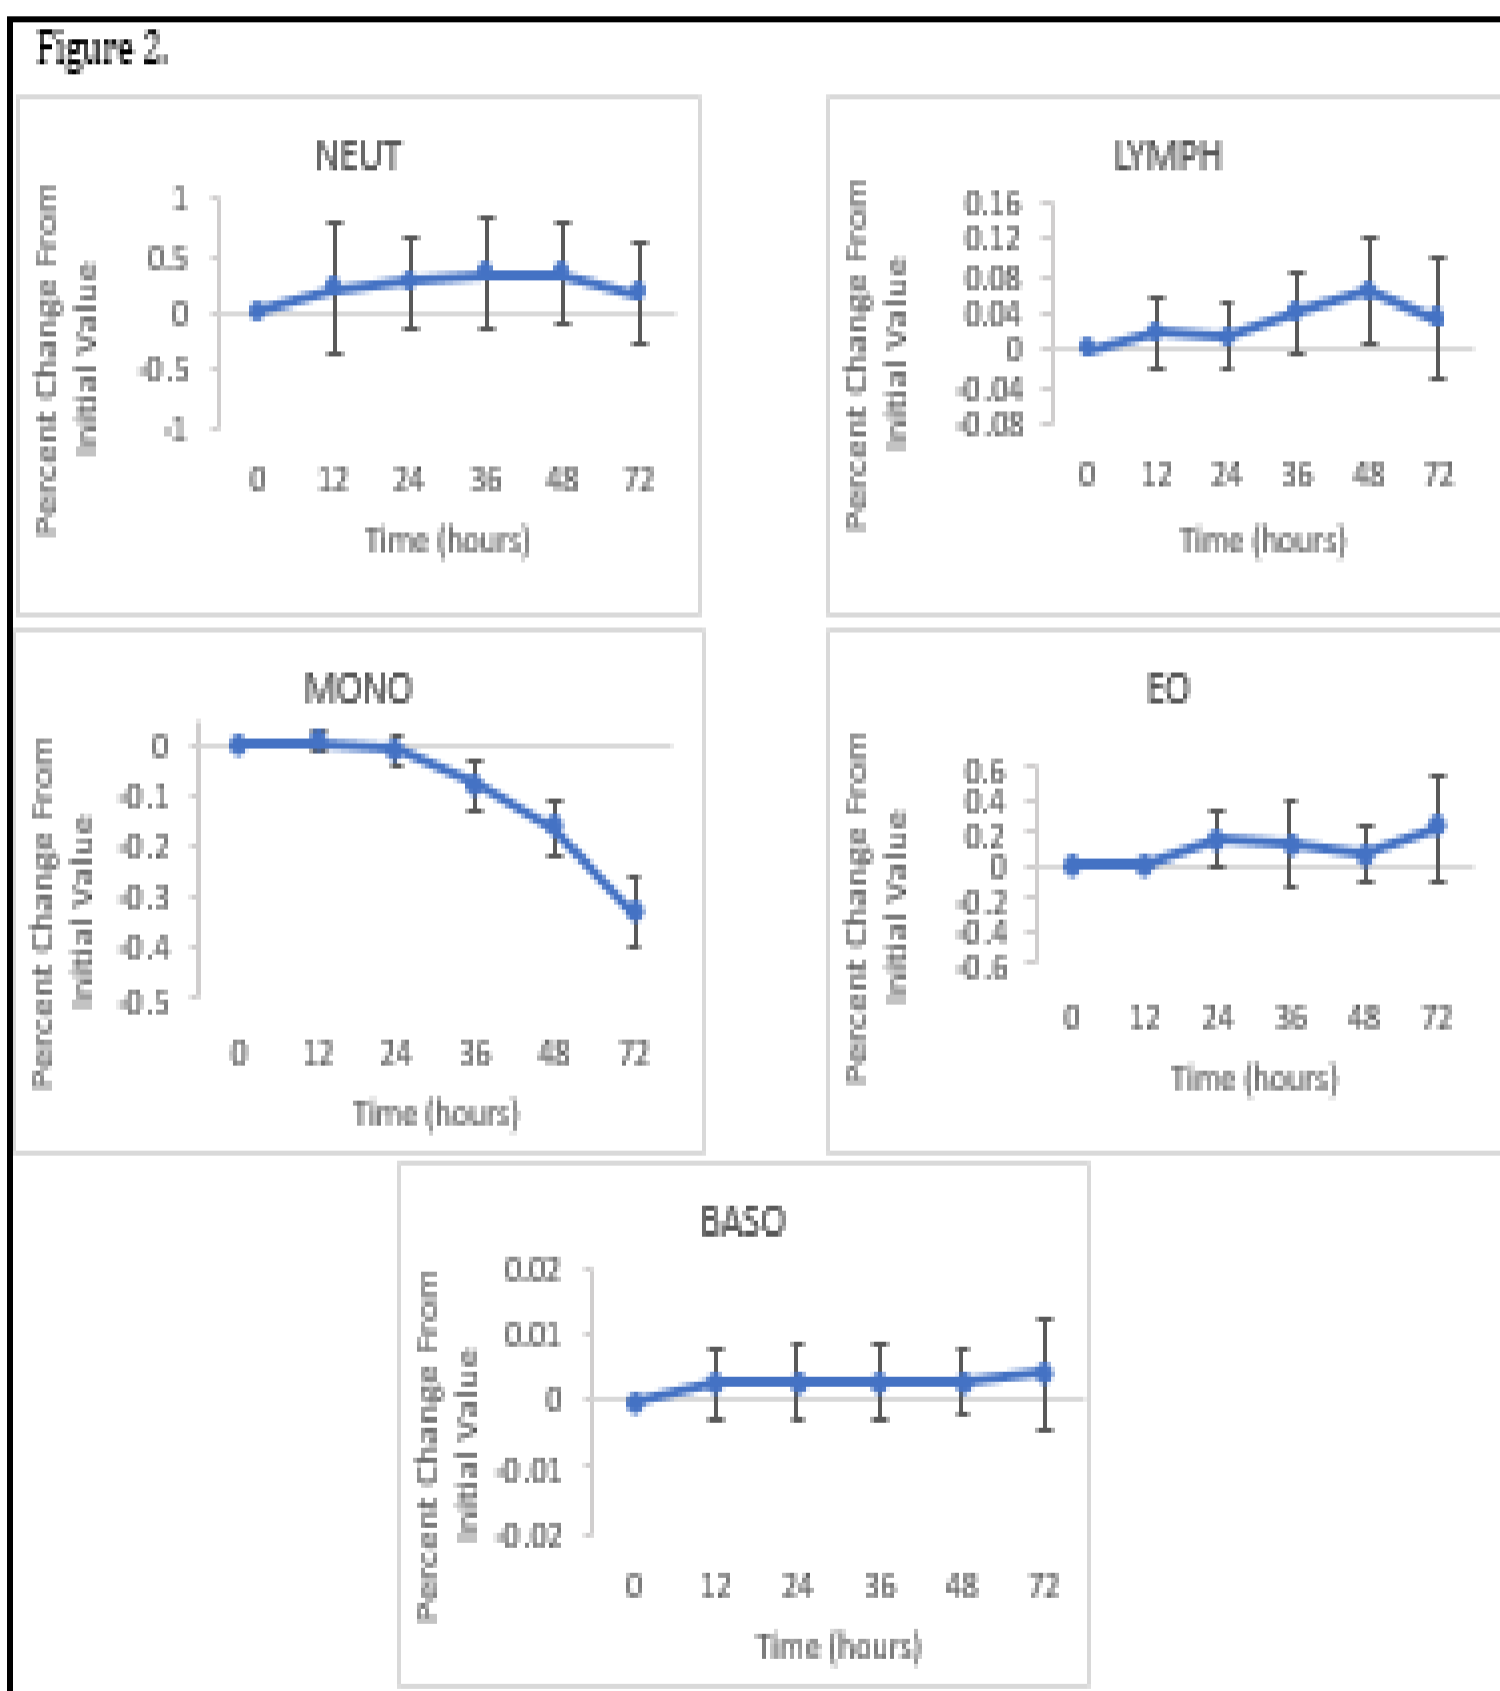 Figure 2.
NEUT
Percent Change From
Initial Value
1
0.5
0
-0.5
-1
0 12 24 36 48 72
Time (hours)
LYMPH
Percent Change From
Initial Value
0.16
0.12
0.08
0.04
0
-0.04
-0.08
0 12 24 36 48 72
Time (hours)
MONO
Percent Change From
Initial Value
0
-0.1
-0.2
-0.3
-0.4
-0.5
0 12 24 36 48 72
Time (hours)
EO
Percent Change From
Initial Value
0.6
0.4
0.2
0
-0.2
-0.4
-0.6
0 12 24 36 48 72
Time (hours)
BASO
Percent Change From
Initial Value
0.02
0.01
0
-0.01
-0.02
0 12 24 36 48 72
Time (hours)